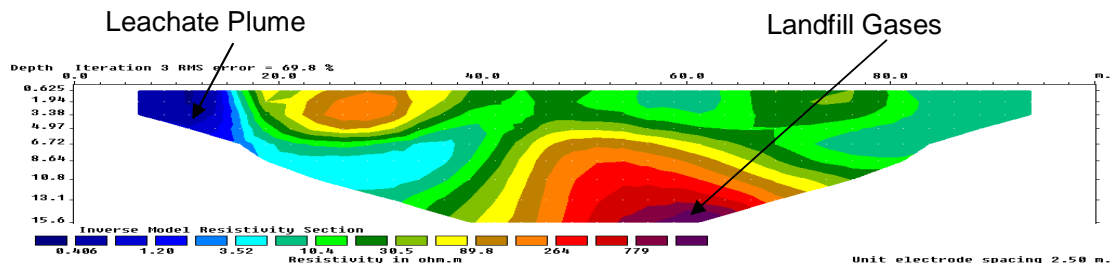 Leachate Plume
Landfill Gases
Depth Iteration 3 RMS error = 69.8 %
0.0 20.0 40.0 60.0 80.0 m.
0.625
1.94
3.38
4.97
6.72
8.64
10.8
13.1
15.6
Inverse Model Resistivity Section
0.406 1.20 3.52 10.4 30.5 89.8 264 779
Resistivity in ohm.m
Unit electrode spacing 2.50 m.